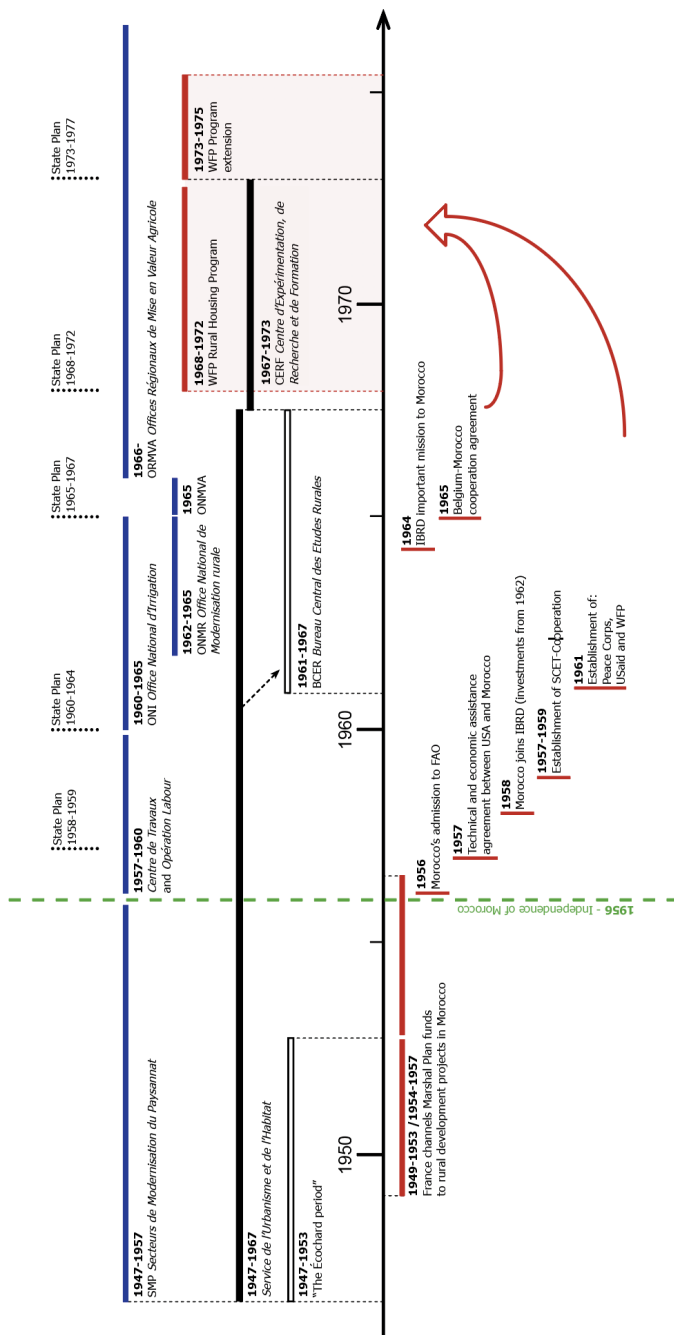 State Plan
1958-1959
State Plan
1960-1964
State Plan
1965-1967
State Plan
1968-1972
State Plan
1973-1977
1947-1957
SMP Secteurs de Modernisation du Paysannat
1957-1960
Centre de Travaux
and Opération Labour
1960-1965
ONI Office National d'Irrigation
1966-
ORMVA Offices Régionaux de Mise en Valeur Agricole
1962-1965
ONMR Office National de
Modernisation rurale
1965
ONMVA
1968-1972
WFP Rural Housing Program
1973-1975
WFP Program
extension
1947-1967
Service de l'Urbanisme et de l'Habitat
1967-1973
CERF Centre d'Expérimentation, de
Recherche et de Formation
1947-1953
"The Écochard period"
1961-1967
BCER Bureau Central des Etudes Rurales
1950
1960
1970
1949-1953 /1954-1957
France channels Marshal Plan funds
to rural development projects in Morocco
1956 - Independence of Morocco
1956
Morocco's admission to FAO
1957
Technical and economic assistance
agreement between USA and Morocco
1958
Morocco joins IBRD (investments from 1962)
1957-1959
Establishment of SCET-Cooperation
1961
Establishment of:
Peace Corps,
USaid and WFP
1964
IBRD important mission to Morocco
1965
Belgium-Morocco
cooperation agreement